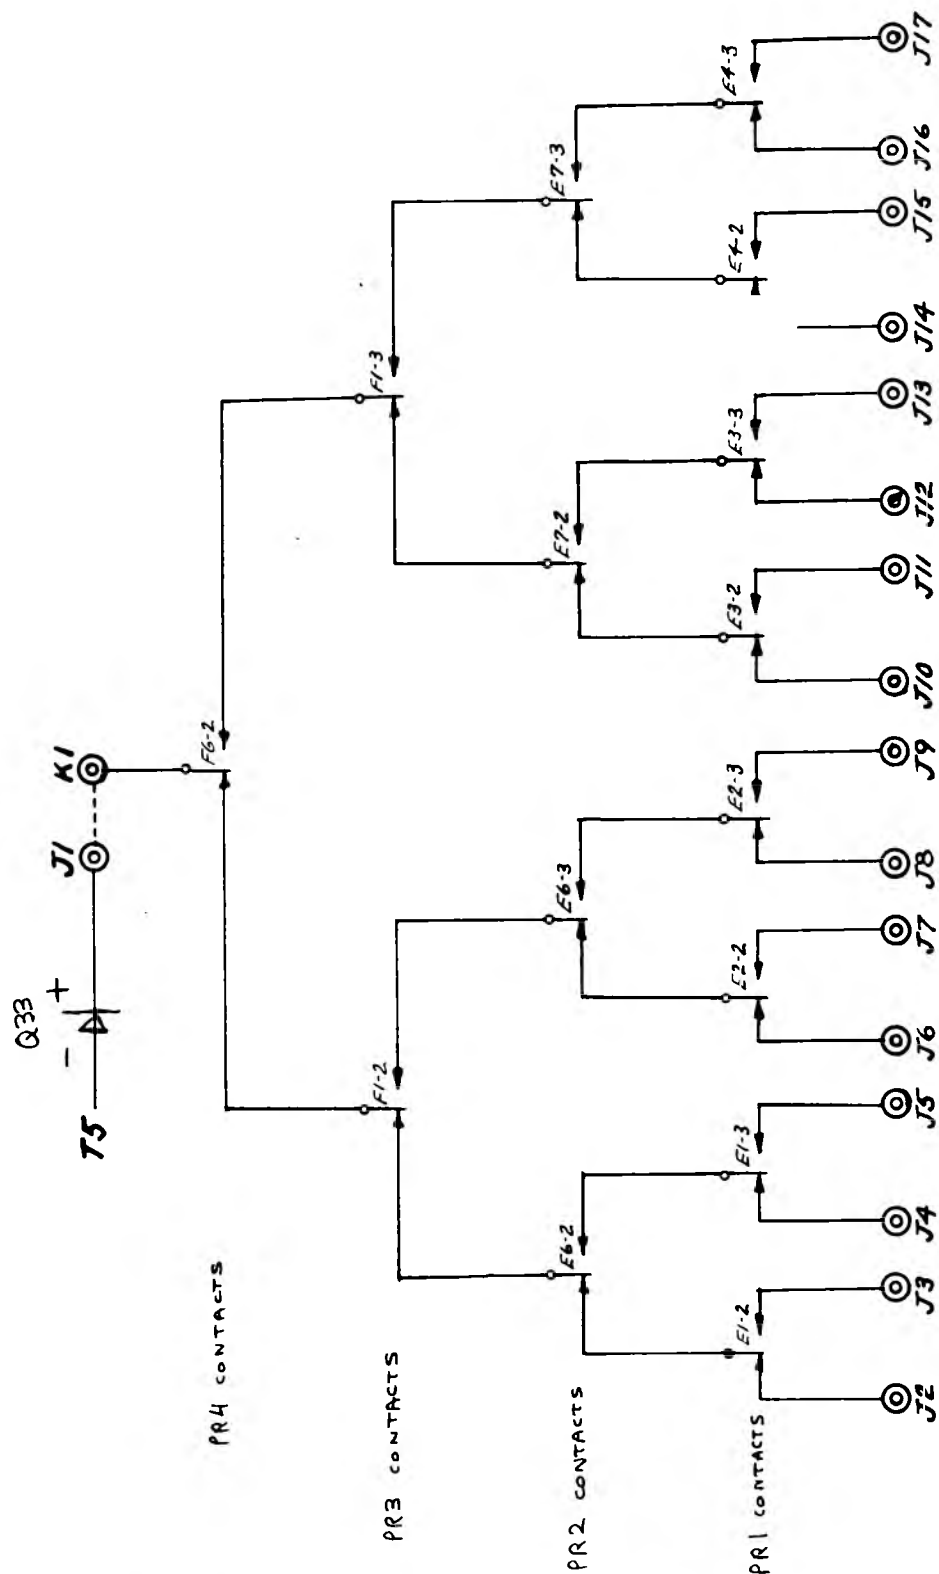 Q33
- +
T5 J1 K1
PR4 CONTACTS
F6-2
PR3 CONTACTS
F1-2 F1-3
PR2 CONTACTS
E6-2 E6-3 E7-2 E7-3
PR1 CONTACTS
E1-2 E1-3 E2-2 E2-3 E3-2 E3-3 E4-2 E4-3
J2 J3 J4 J5 J6 J7 J8 J9 J10 J11 J12 J13 J14 J15 J16 J17